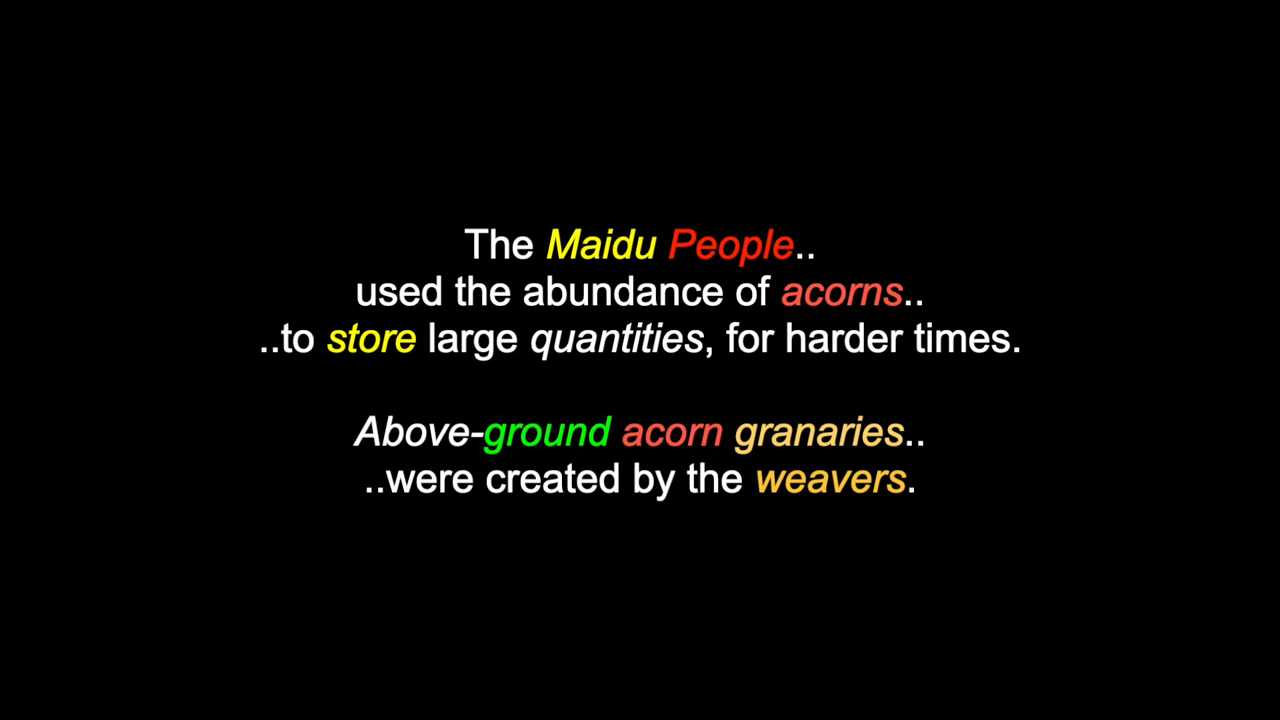 The Maidu People..
used the abundance of acorns..
..to store large quantities, for harder times.
Above-ground acorn granaries..
..were created by the weavers.